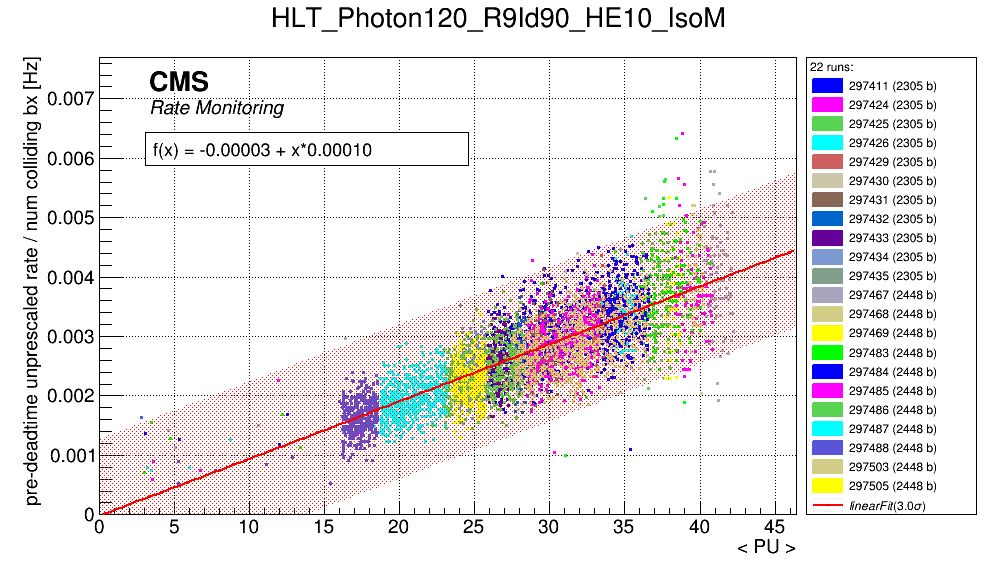 HLT_Photon120_R9Id90_HE10_IsoM
pre-deadtime unprescaled rate / num colliding bx [Hz]
CMS
Rate Monitoring
f(x) = -0.00003 + x*0.00010
0.007
0.006
0.005
0.004
0.003
0.002
0.001
0
0 5 10 15 20 25 30 35 40 45
< PU >
22 runs:
297411 (2305 b)
297424 (2305 b)
297425 (2305 b)
297426 (2305 b)
297429 (2305 b)
297430 (2305 b)
297431 (2305 b)
297432 (2305 b)
297433 (2305 b)
297434 (2305 b)
297435 (2305 b)
297467 (2448 b)
297468 (2448 b)
297469 (2448 b)
297483 (2448 b)
297484 (2448 b)
297485 (2448 b)
297486 (2448 b)
297487 (2448 b)
297488 (2448 b)
297503 (2448 b)
297505 (2448 b)
linearFit(3.0σ)